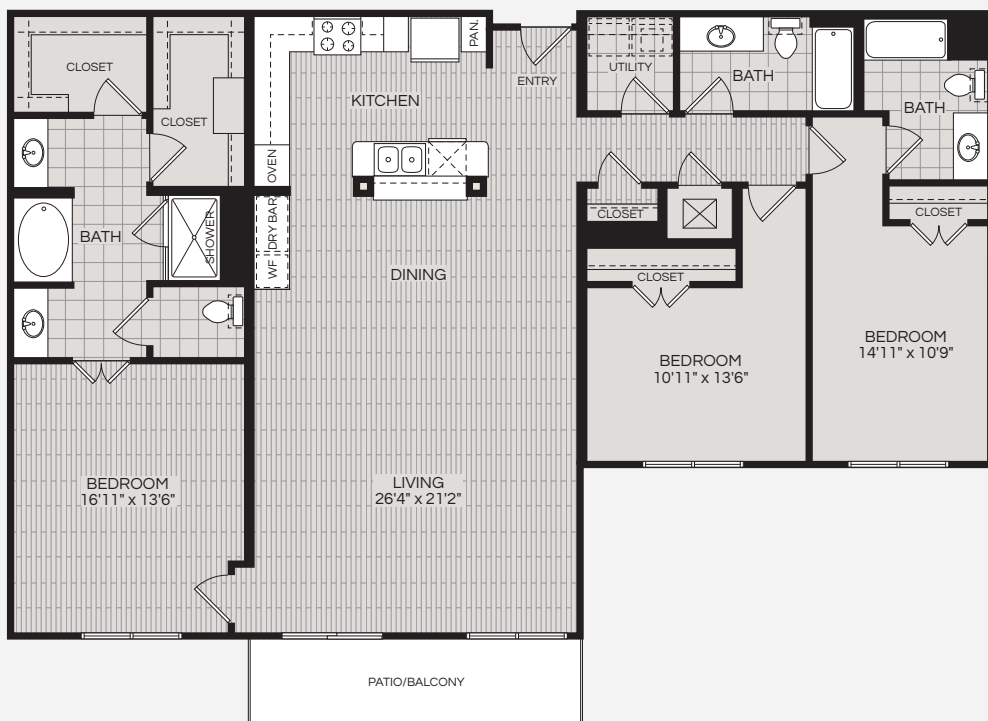 CLOSET
CLOSET
KITCHEN
PAN.
ENTRY
UTILITY
BATH
BATH
OVEN
DRY BAR
WF
CLOSET
CLOSET
BATH
SHOWER
DINING
CLOSET
BEDROOM
10'11" x 13'6"
BEDROOM
14'11" x 10'9"
BEDROOM
16'11" x 13'6"
LIVING
26'4" x 21'2"
PATIO/BALCONY